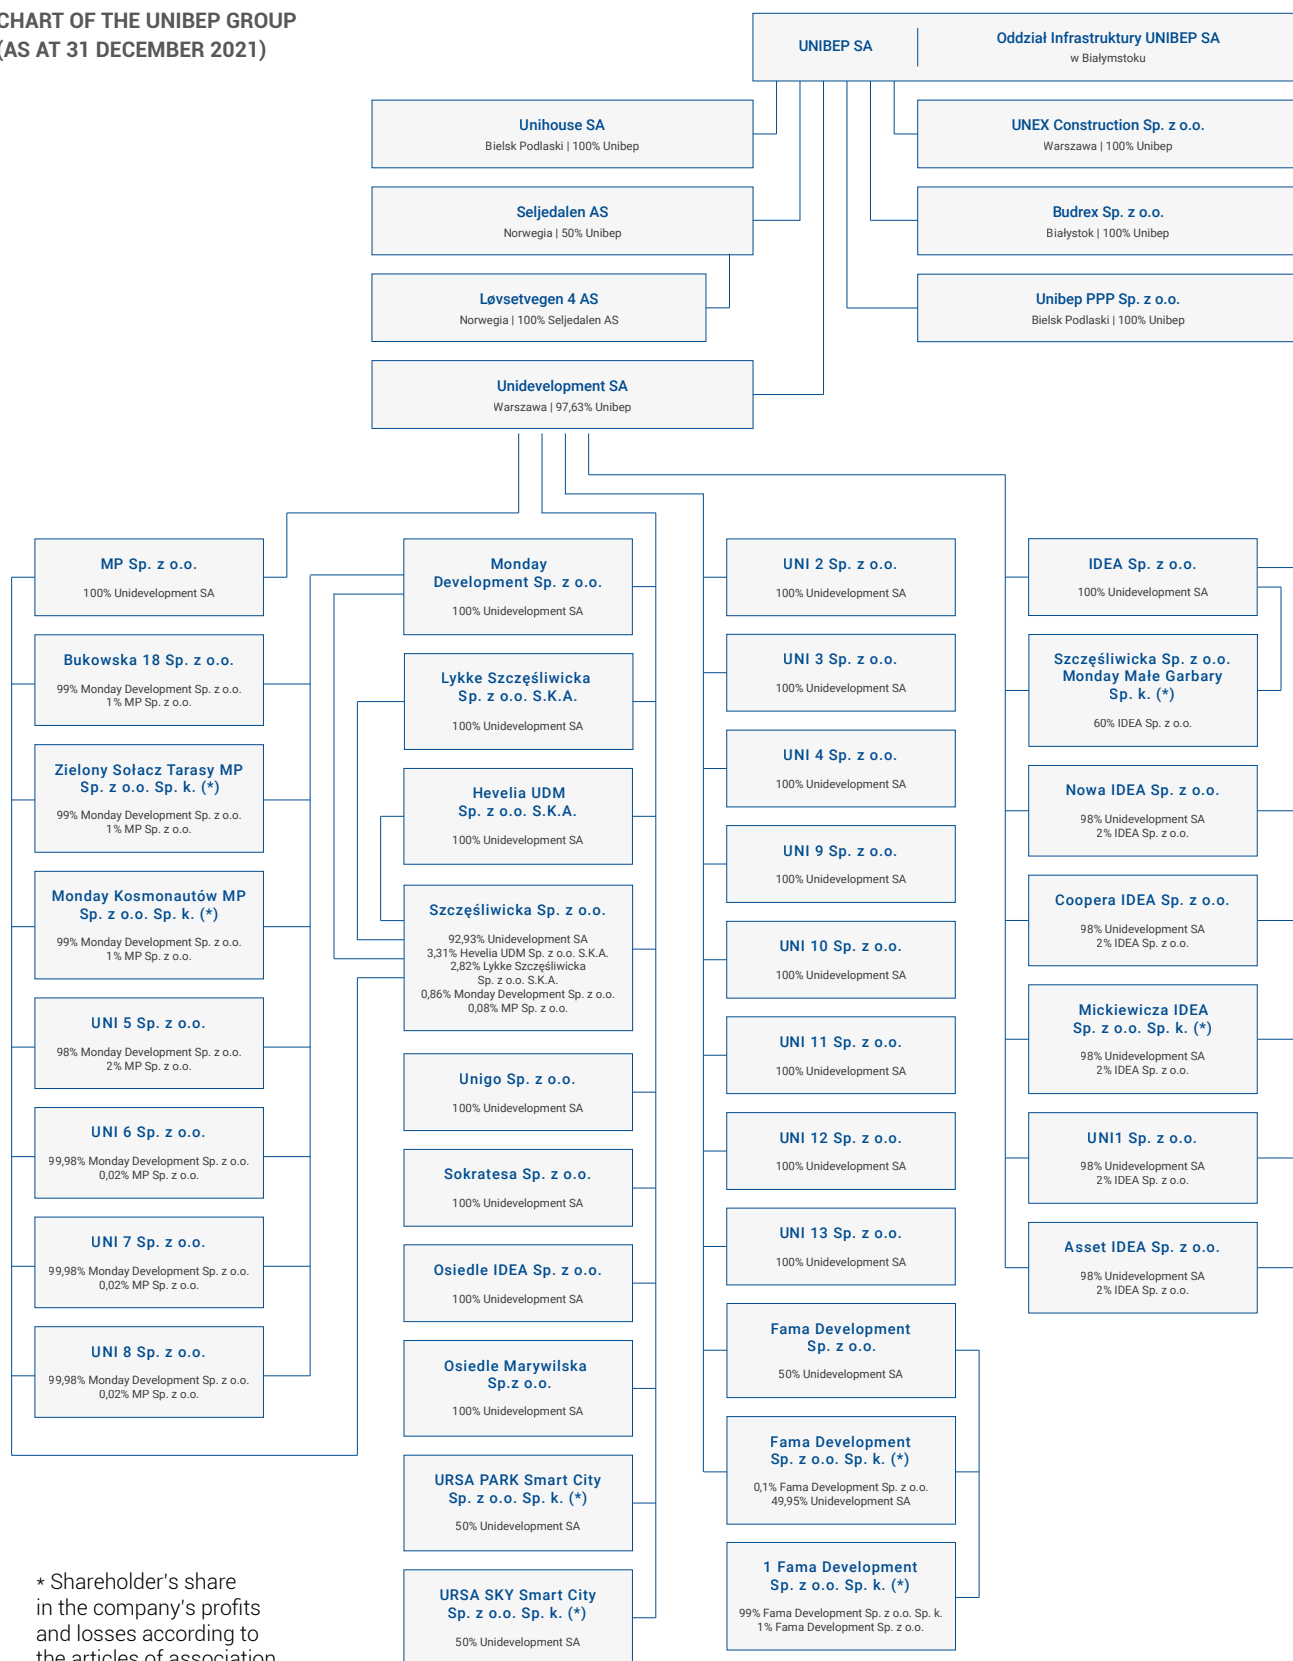 CHART OF THE UNIBEP GROUP
(AS AT 31 DECEMBER 2021)
UNIBEP SA
Oddział Infrastruktury UNIBEP SA
w Białymstoku
Unihouse SA
Bielsk Podlaski | 100% Unibep
UNEX Construction Sp. z o.o.
Warszawa | 100% Unibep
Seljedalen AS
Norwegia | 50% Unibep
Budrex Sp. z o.o.
Białystok | 100% Unibep
Løvsetvegen 4 AS
Norwegia | 100% Seljedalen AS
Unibep PPP Sp. z o.o.
Bielsk Podlaski | 100% Unibep
Unidevelopment SA
Warszawa | 97,63% Unibep
MP Sp. z o.o.
100% Unidevelopment SA
Bukowska 18 Sp. z o.o.
99% Monday Development Sp. z o.o.
1% MP Sp. z o.o.
Zielony Sołacz Tarasy MP
Sp. z o.o. Sp. k. (*)
99% Monday Development Sp. z o.o.
1% MP Sp. z o.o.
Monday Kosmonautów MP
Sp. z o.o. Sp. k. (*)
99% Monday Development Sp. z o.o.
1% MP Sp. z o.o.
UNI 5 Sp. z o.o.
98% Monday Development Sp. z o.o.
2% MP Sp. z o.o.
UNI 6 Sp. z o.o.
99,98% Monday Development Sp. z o.o.
0,02% MP Sp. z o.o.
UNI 7 Sp. z o.o.
99,98% Monday Development Sp. z o.o.
0,02% MP Sp. z o.o.
UNI 8 Sp. z o.o.
99,98% Monday Development Sp. z o.o.
0,02% MP Sp. z o.o.
Monday
Development Sp. z o.o.
100% Unidevelopment SA
Lykke Szczęśliwicka
Sp. z o.o. S.K.A.
100% Unidevelopment SA
Hevelia UDM
Sp. z o.o. S.K.A.
100% Unidevelopment SA
Szczęśliwicka Sp. z o.o.
92,93% Unidevelopment SA
3,31% Hevelia UDM Sp. z o.o. S.K.A.
2,82% Lykke Szczęśliwicka
Sp. z o.o. S.K.A.
0,86% Monday Development Sp. z o.o.
0,08% MP Sp. z o.o.
Unigo Sp. z o.o.
100% Unidevelopment SA
Sokratesa Sp. z o.o.
100% Unidevelopment SA
Osiedle IDEA Sp. z o.o.
100% Unidevelopment SA
Osiedle Marywilska
Sp.z o.o.
100% Unidevelopment SA
URSA PARK Smart City
Sp. z o.o. Sp. k. (*)
50% Unidevelopment SA
URSA SKY Smart City
Sp. z o.o. Sp. k. (*)
50% Unidevelopment SA
UNI 2 Sp. z o.o.
100% Unidevelopment SA
UNI 3 Sp. z o.o.
100% Unidevelopment SA
UNI 4 Sp. z o.o.
100% Unidevelopment SA
UNI 9 Sp. z o.o.
100% Unidevelopment SA
UNI 10 Sp. z o.o.
100% Unidevelopment SA
UNI 11 Sp. z o.o.
100% Unidevelopment SA
UNI 12 Sp. z o.o.
100% Unidevelopment SA
UNI 13 Sp. z o.o.
100% Unidevelopment SA
Fama Development
Sp. z o.o.
50% Unidevelopment SA
Fama Development
Sp. z o.o. Sp. k. (*)
0,1% Fama Development Sp. z o.o.
49,95% Unidevelopment SA
1 Fama Development
Sp. z o.o. Sp. k. (*)
99% Fama Development Sp. z o.o. Sp. k.
1% Fama Development Sp. z o.o.
IDEA Sp. z o.o.
100% Unidevelopment SA
Szczęśliwicka Sp. z o.o.
Monday Małe Garbary
Sp. k. (*)
60% IDEA Sp. z o.o.
Nowa IDEA Sp. z o.o.
98% Unidevelopment SA
2% IDEA Sp. z o.o.
Coopera IDEA Sp. z o.o.
98% Unidevelopment SA
2% IDEA Sp. z o.o.
Mickiewicza IDEA
Sp. z o.o. Sp. k. (*)
98% Unidevelopment SA
2% IDEA Sp. z o.o.
UNI1 Sp. z o.o.
98% Unidevelopment SA
2% IDEA Sp. z o.o.
Asset IDEA Sp. z o.o.
98% Unidevelopment SA
2% IDEA Sp. z o.o.
* Shareholder's share
in the company's profits
and losses according to
the articles of association